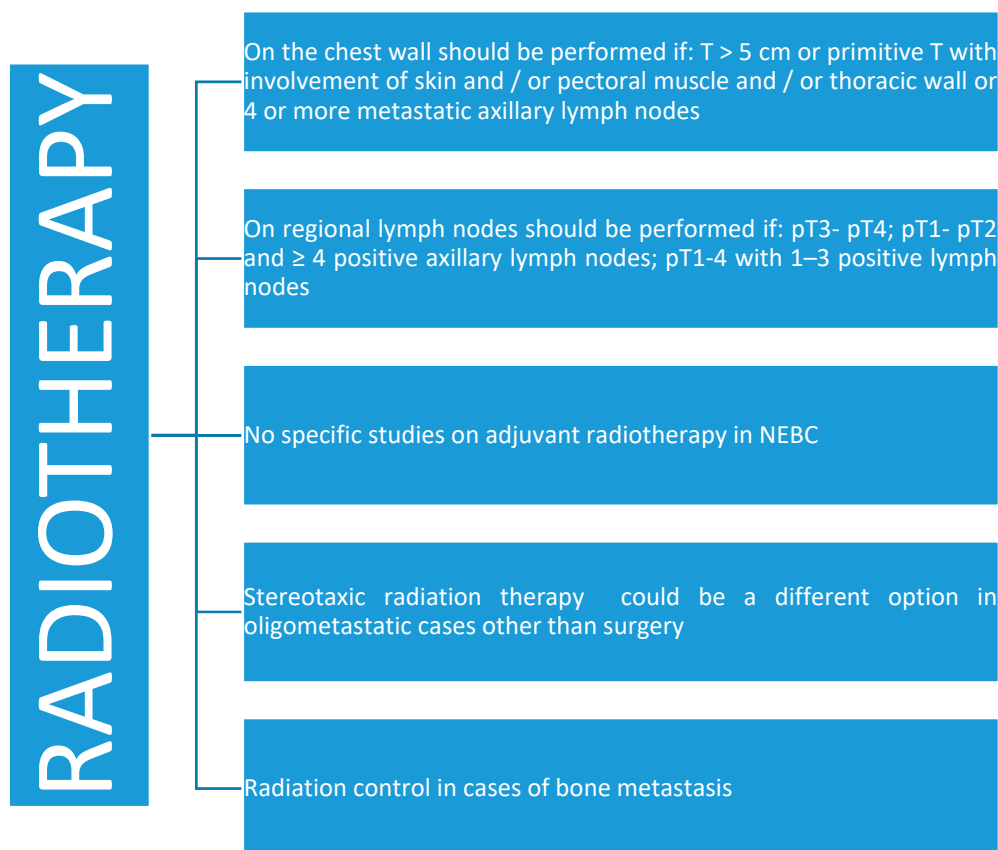 RADIOTHERAPY
On the chest wall should be performed if: T > 5 cm or primitive T with
involvement of skin and / or pectoral muscle and / or thoracic wall or
4 or more metastatic axillary lymph nodes
On regional lymph nodes should be performed if: pT3- pT4; pT1- pT2
and ≥ 4 positive axillary lymph nodes; pT1-4 with 1–3 positive lymph
nodes
No specific studies on adjuvant radiotherapy in NEBC
Stereotaxic radiation therapy could be a different option in
oligometastatic cases other than surgery
Radiation control in cases of bone metastasis